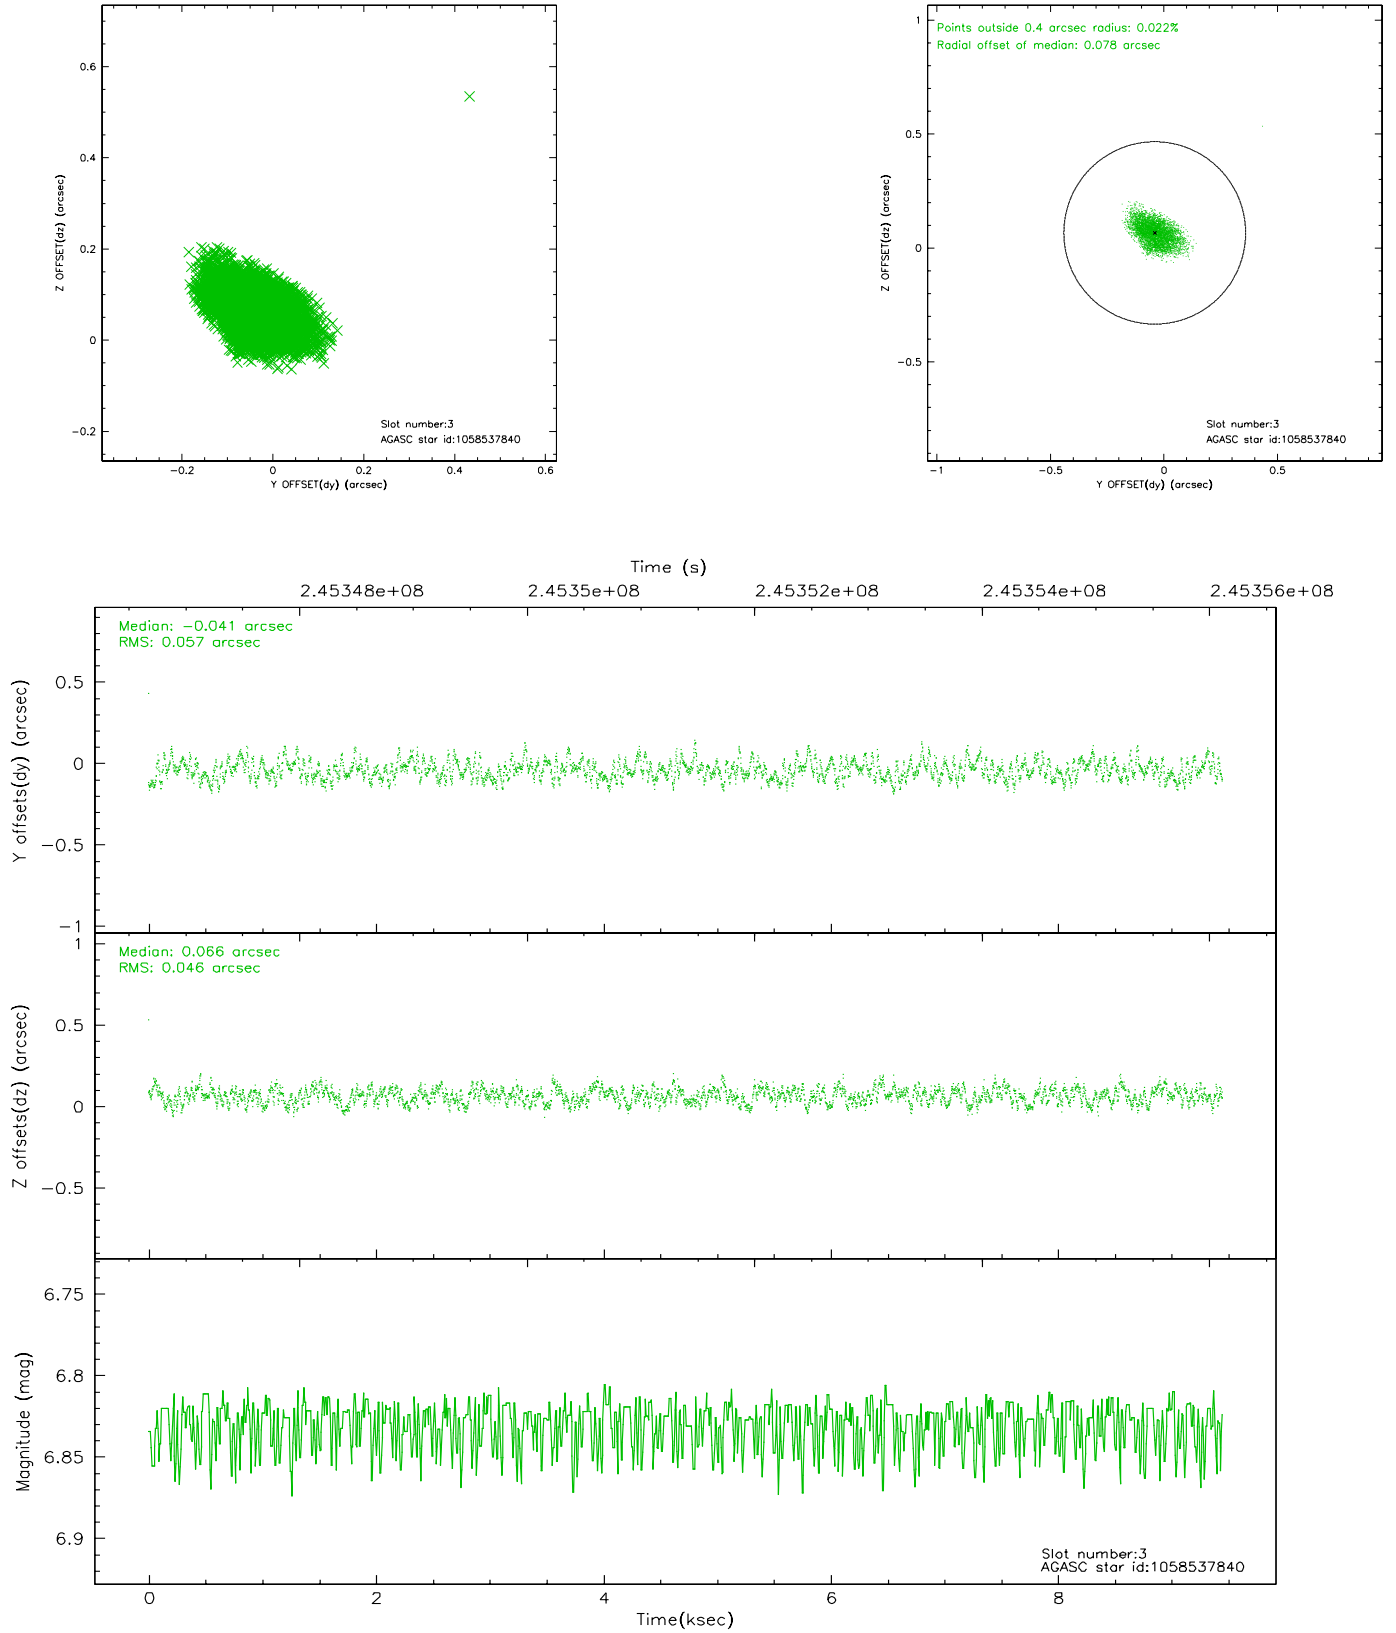 0.6
0.4
0.2
0
−0.2
Z OFFSET(dz) (arcsec)
Slot number:3
AGASC star id:1058537840
−0.2 0 0.2 0.4 0.6
Y OFFSET(dy) (arcsec)
Points outside 0.4 arcsec radius: 0.022%
Radial offset of median: 0.078 arcsec
1
0.5
0
−0.5
Z OFFSET(dz) (arcsec)
Slot number:3
AGASC star id:1058537840
−1 −0.5 0 0.5
Y OFFSET(dy) (arcsec)
Time (s)
2.45348e+08 2.4535e+08 2.45352e+08 2.45354e+08 2.45356e+08
Median: −0.041 arcsec
RMS: 0.057 arcsec
0.5
0
−0.5
−1
Y offsets(dy) (arcsec)
Median: 0.066 arcsec
RMS: 0.046 arcsec
1
0.5
0
−0.5
Z offsets(dz) (arcsec)
6.75
6.8
6.85
6.9
Magnitude (mag)
Slot number:3
AGASC star id:1058537840
0 2 4 6 8
Time(ksec)